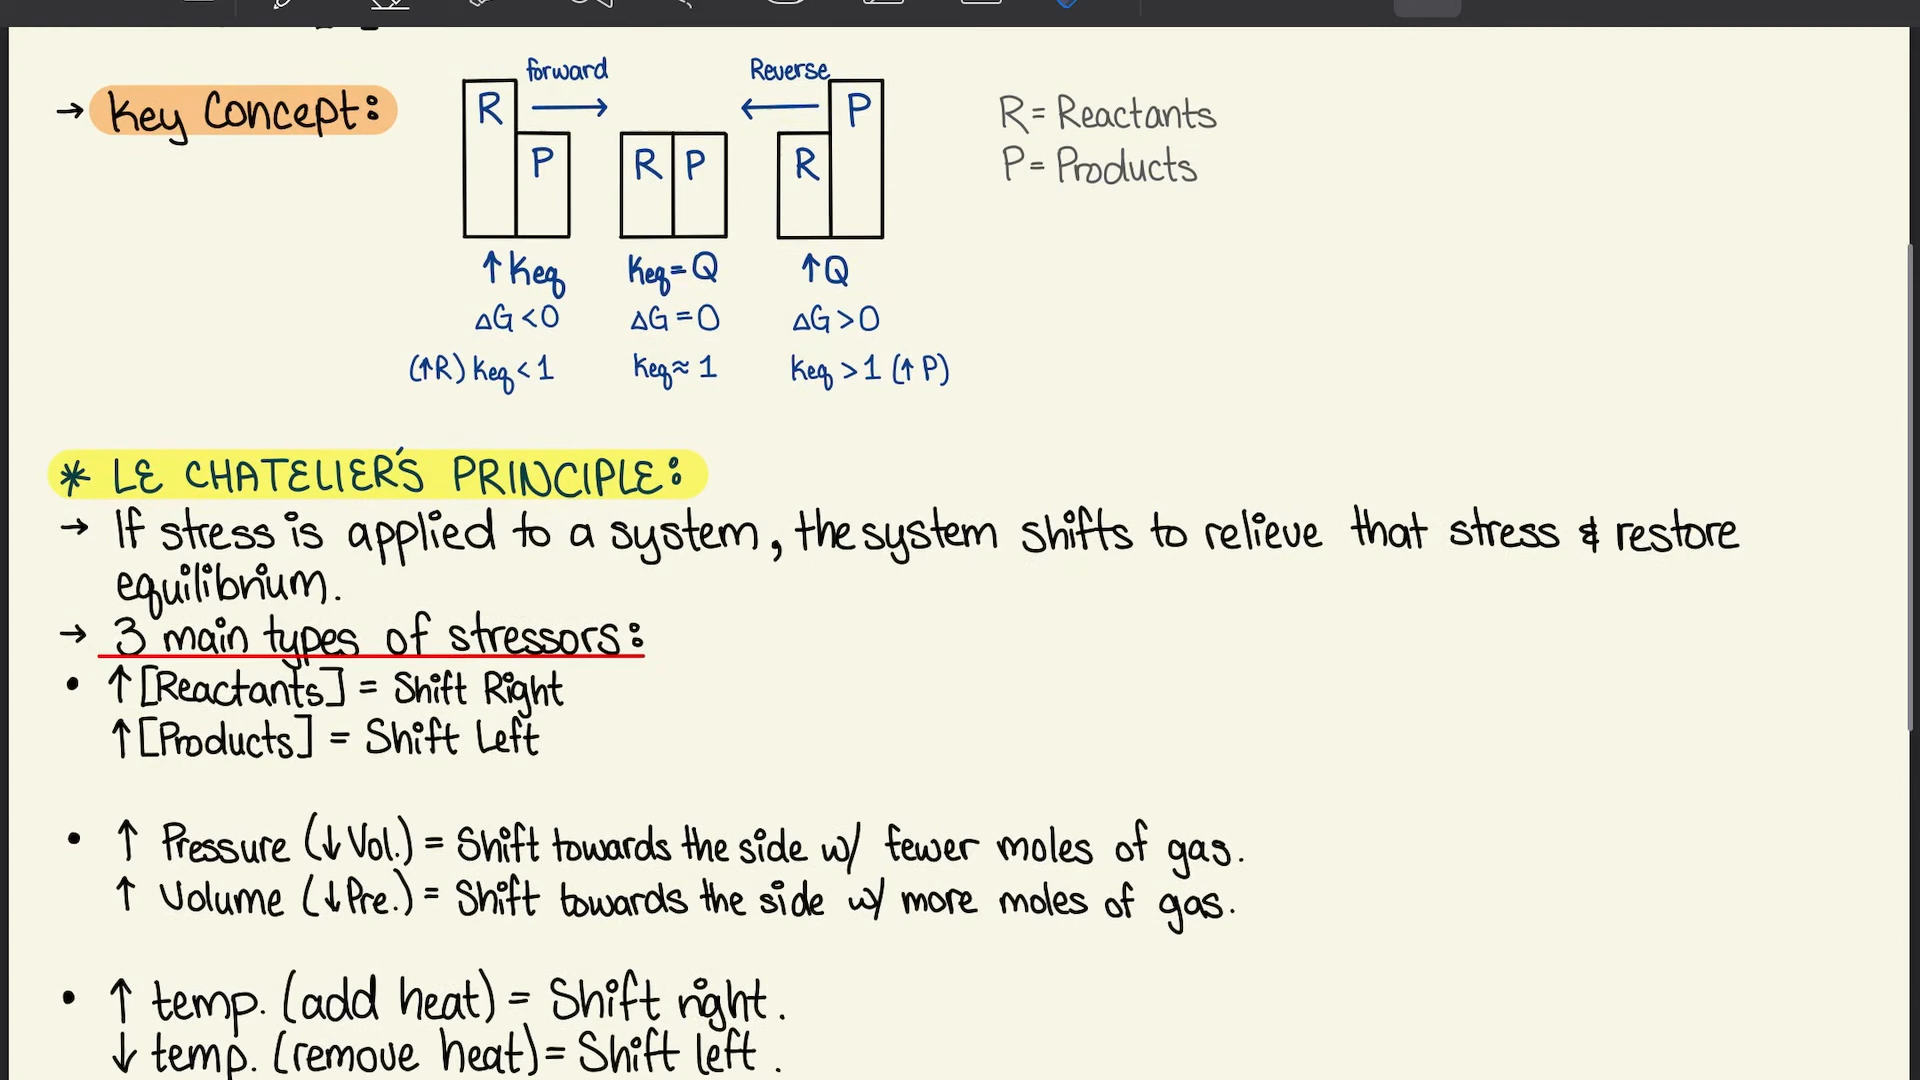 forward Reverse
→ Key Concept: R P R P R P R = Reactants
P = Products
↑Keq Keq = Q ↑Q
ΔG < 0 ΔG = 0 ΔG > 0
(↑R) Keq < 1 Keq ≈ 1 Keq > 1 (↑ P)
* LE CHATELIER'S PRINCIPLE:
→ If stress is applied to a system, the system shifts to relieve that stress & restore
equilibrium.
→ 3 main types of stressors:
• ↑[Reactants] = Shift Right
↑[Products] = Shift Left
• ↑ Pressure (↓Vol.) = Shift towards the side w/ fewer moles of gas.
↑ Volume (↓Pre.) = Shift towards the side w/ more moles of gas.
• ↑ temp. (add heat) = Shift right.
↓ temp. (remove heat) = Shift left.